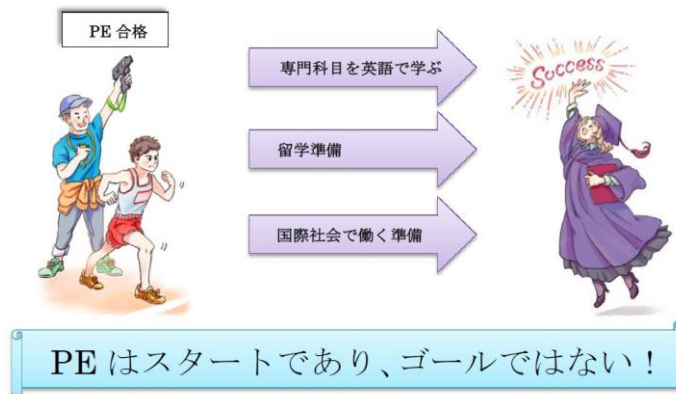 PE 合格
専門科目を英語で学ぶ
Success
留学準備
国際社会で働く準備
PE はスタートであり、ゴールではない！